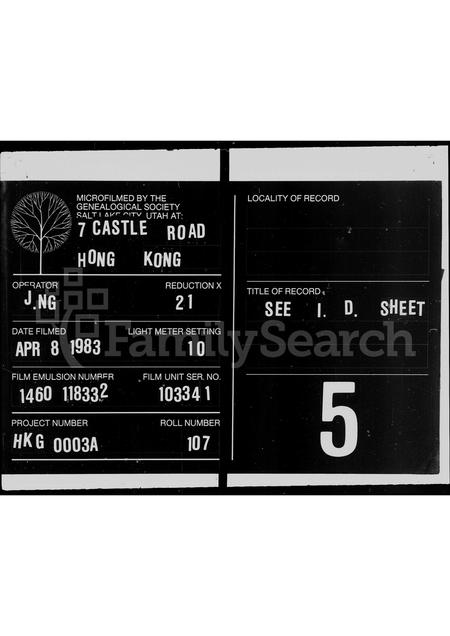 MICROFILMED BY THE
GENEALOGICAL SOCIETY
SALT LAKE CITY, UTAH AT:
7 CASTLE ROAD
HONG KONG
OPERATOR REDUCTION X
J.NG 21
DATE FILMED LIGHT METER SETTING
APR 8 1983 10
FILM EMULSION NUMBER FILM UNIT SER. NO.
1460 118332 103341
PROJECT NUMBER ROLL NUMBER
HKG 0003A 107
LOCALITY OF RECORD
TITLE OF RECORD
SEE I. D. SHEET
5
FamilySearch